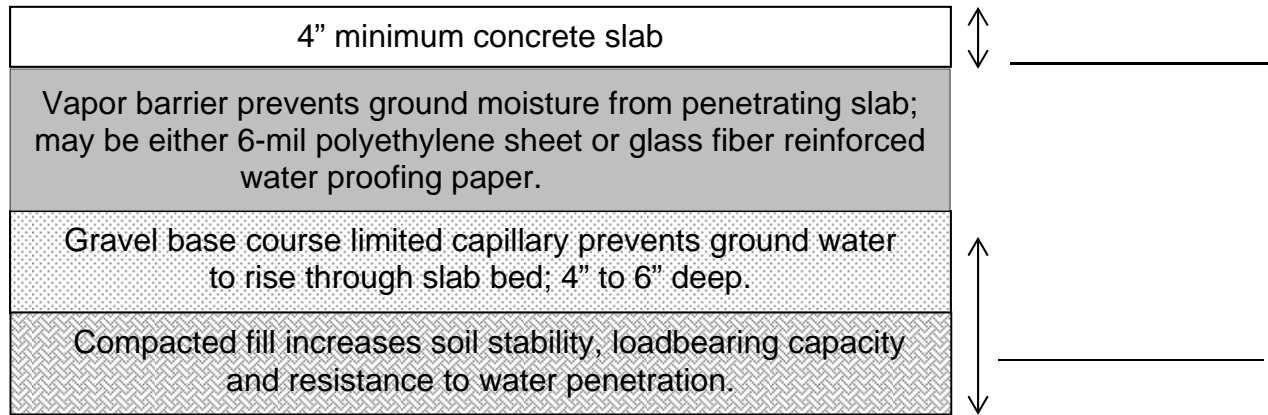 4” minimum concrete slab
Vapor barrier prevents ground moisture from penetrating slab;
may be either 6-mil polyethylene sheet or glass fiber reinforced
water proofing paper.
Gravel base course limited capillary prevents ground water
to rise through slab bed; 4” to 6” deep.
Compacted fill increases soil stability, loadbearing capacity
and resistance to water penetration.